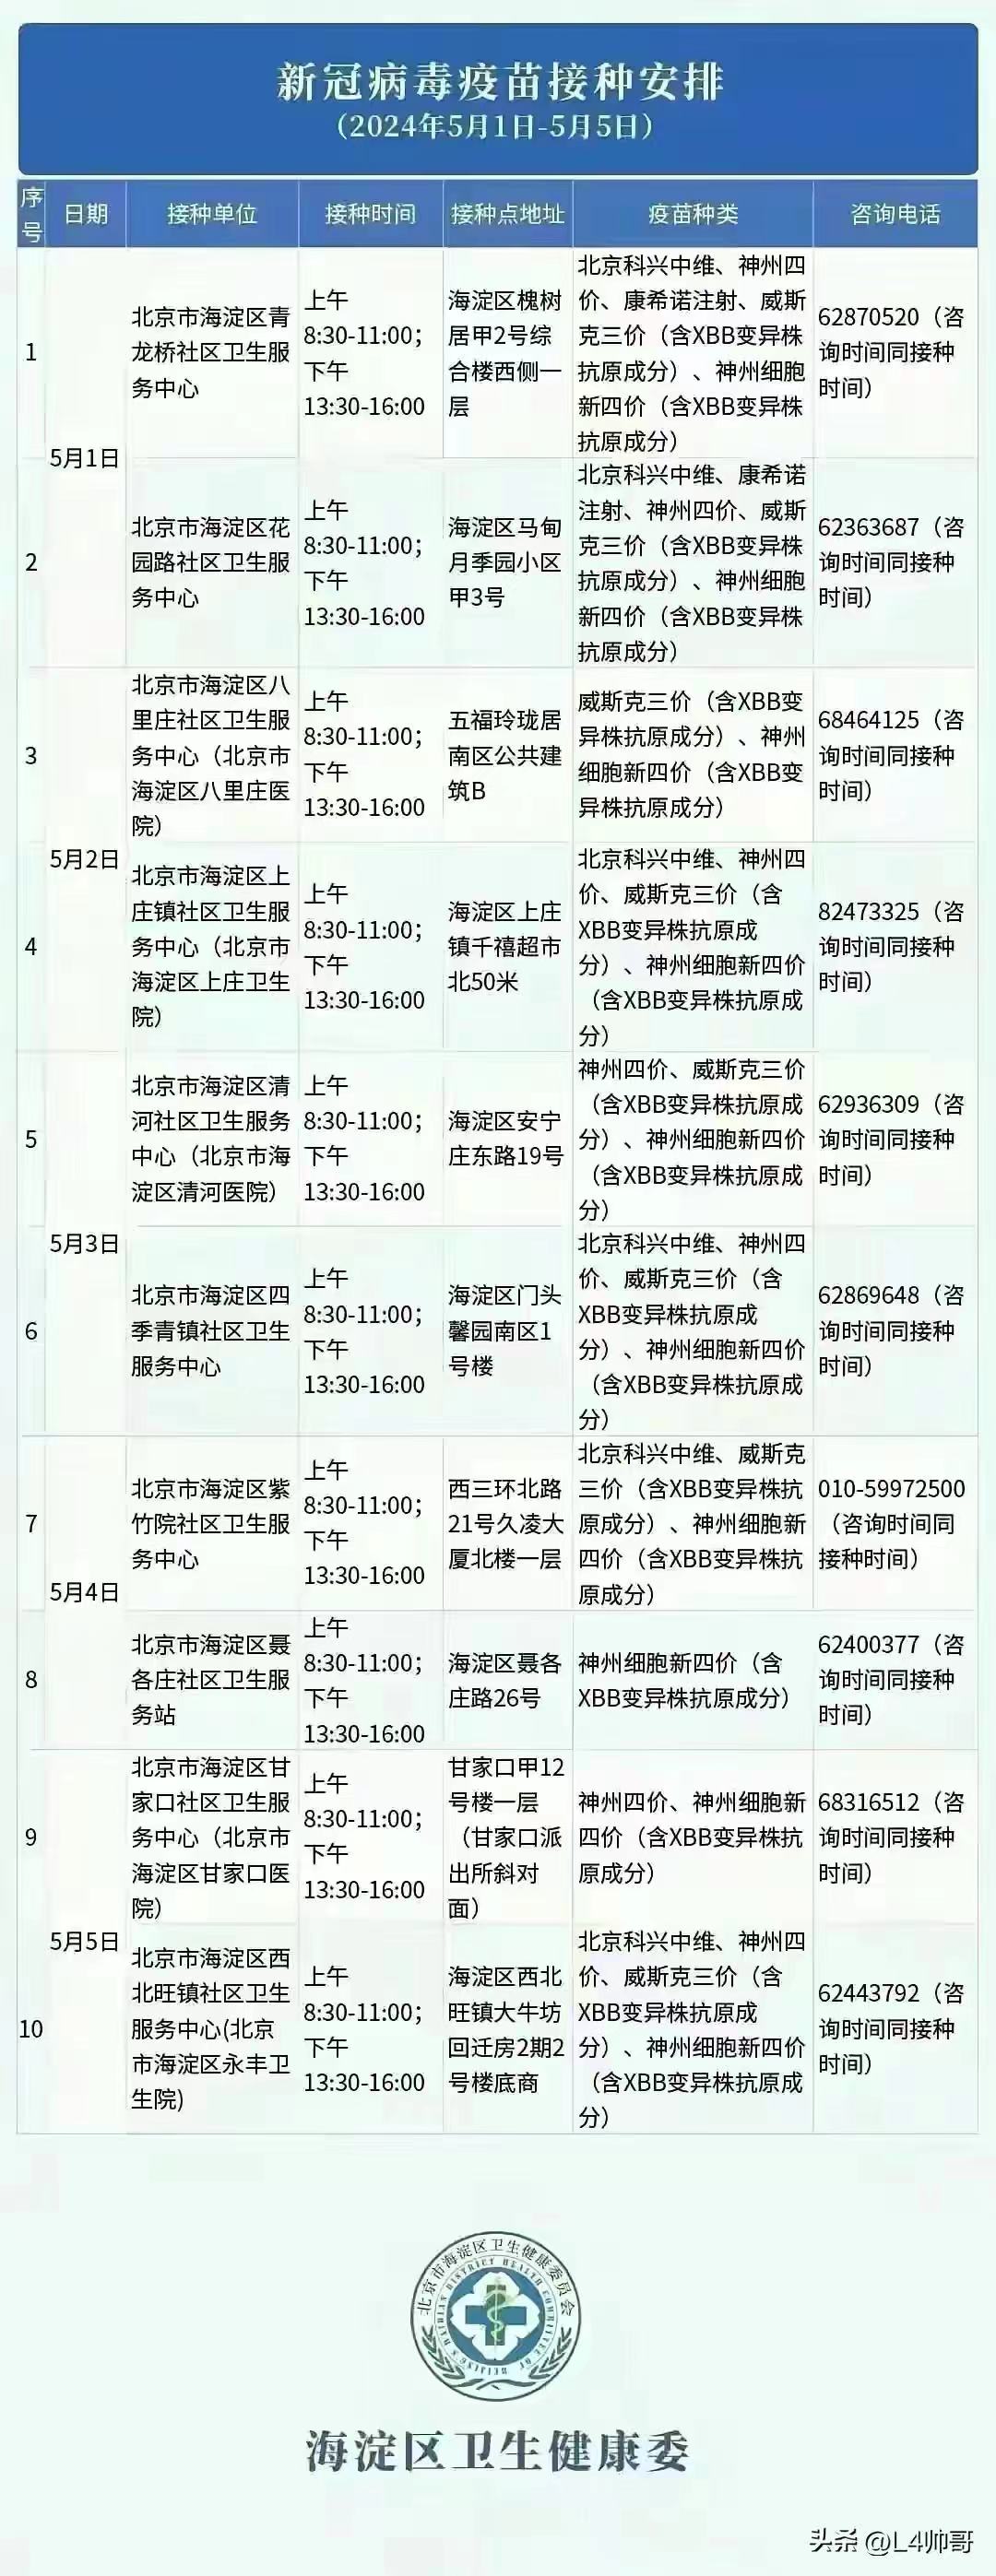 新冠病毒疫苗接种安排
（2024年5月1日-5月5日）
序号 日期 接种单位 接种时间 接种点地址 疫苗种类 咨询电话
1
5月1日
北京市海淀区青
龙桥社区卫生服
务中心
上午
8:30-11:00；
下午
13:30-16:00
海淀区槐树
居甲2号综
合楼西侧一
层
北京科兴中维、神州四
价、康希诺注射、威斯
克三价（含XBB变异株
抗原成分）、神州细胞
新四价（含XBB变异株
抗原成分）
62870520（咨
询时间同接种
时间）
2
北京市海淀区花
园路社区卫生服
务中心
上午
8:30-11:00；
下午
13:30-16:00
海淀区马甸
月季园小区
甲3号
北京科兴中维、康希诺
注射、神州四价、威斯
克三价（含XBB变异株
抗原成分）、神州细胞
新四价（含XBB变异株
抗原成分）
62363687（咨
询时间同接种
时间）
3
5月2日
北京市海淀区八
里庄社区卫生服
务中心（北京市
海淀区八里庄医
院）
上午
8:30-11:00；
下午
13:30-16:00
五福玲珑居
南区公共建
筑B
威斯克三价（含XBB变
异株抗原成分）、神州
细胞新四价（含XBB变
异株抗原成分）
68464125（咨
询时间同接种
时间）
4
北京市海淀区上
庄镇社区卫生服
务中心（北京市
海淀区上庄卫生
院）
上午
8:30-11:00；
下午
13:30-16:00
海淀区上庄
镇千禧超市
北50米
北京科兴中维、神州四
价、威斯克三价（含
XBB变异株抗原成
分）、神州细胞新四价
（含XBB变异株抗原成
分）
82473325（咨
询时间同接种
时间）
5
5月3日
北京市海淀区清
河社区卫生服务
中心（北京市海
淀区清河医院）
上午
8:30-11:00；
下午
13:30-16:00
海淀区安宁
庄东路19号
神州四价、威斯克三价
（含XBB变异株抗原成
分）、神州细胞新四价
（含XBB变异株抗原成
分）
62936309（咨
询时间同接种
时间）
6
北京市海淀区四
季青镇社区卫生
服务中心
上午
8:30-11:00；
下午
13:30-16:00
海淀区门头
馨园南区1
号楼
北京科兴中维、神州四
价、威斯克三价（含
XBB变异株抗原成
分）、神州细胞新四价
（含XBB变异株抗原成
分）
62869648（咨
询时间同接种
时间）
7
5月4日
北京市海淀区紫
竹院社区卫生服
务中心
上午
8:30-11:00；
下午
13:30-16:00
西三环北路
21号久凌大
厦北楼一层
北京科兴中维、威斯克
三价（含XBB变异株抗
原成分）、神州细胞新
四价（含XBB变异株抗
原成分）
010-59972500
（咨询时间同
接种时间）
8
北京市海淀区聂
各庄社区卫生服
务站
上午
8:30-11:00；
下午
13:30-16:00
海淀区聂各
庄路26号
神州细胞新四价（含
XBB变异株抗原成分）
62400377（咨
询时间同接种
时间）
9
5月5日
北京市海淀区甘
家口社区卫生服
务中心（北京市
海淀区甘家口医
院）
上午
8:30-11:00；
下午
13:30-16:00
甘家口甲12
号楼一层
（甘家口派
出所斜对
面）
神州四价、神州细胞新
四价（含XBB变异株抗
原成分）
68316512（咨
询时间同接种
时间）
10
北京市海淀区西
北旺镇社区卫生
服务中心(北京
市海淀区永丰卫
生院)
上午
8:30-11:00；
下午
13:30-16:00
海淀区西北
旺镇大牛坊
回迁房2期2
号楼底商
北京科兴中维、神州四
价、威斯克三价（含
XBB变异株抗原成
分）、神州细胞新四价
（含XBB变异株抗原成
分）
62443792（咨
询时间同接种
时间）
北京市海淀区卫生健康委员会
BEIJING'S HAIDIAN DISTRICT HEALTH COMMITTEE OF
海淀区卫生健康委
头条 @L4帅哥